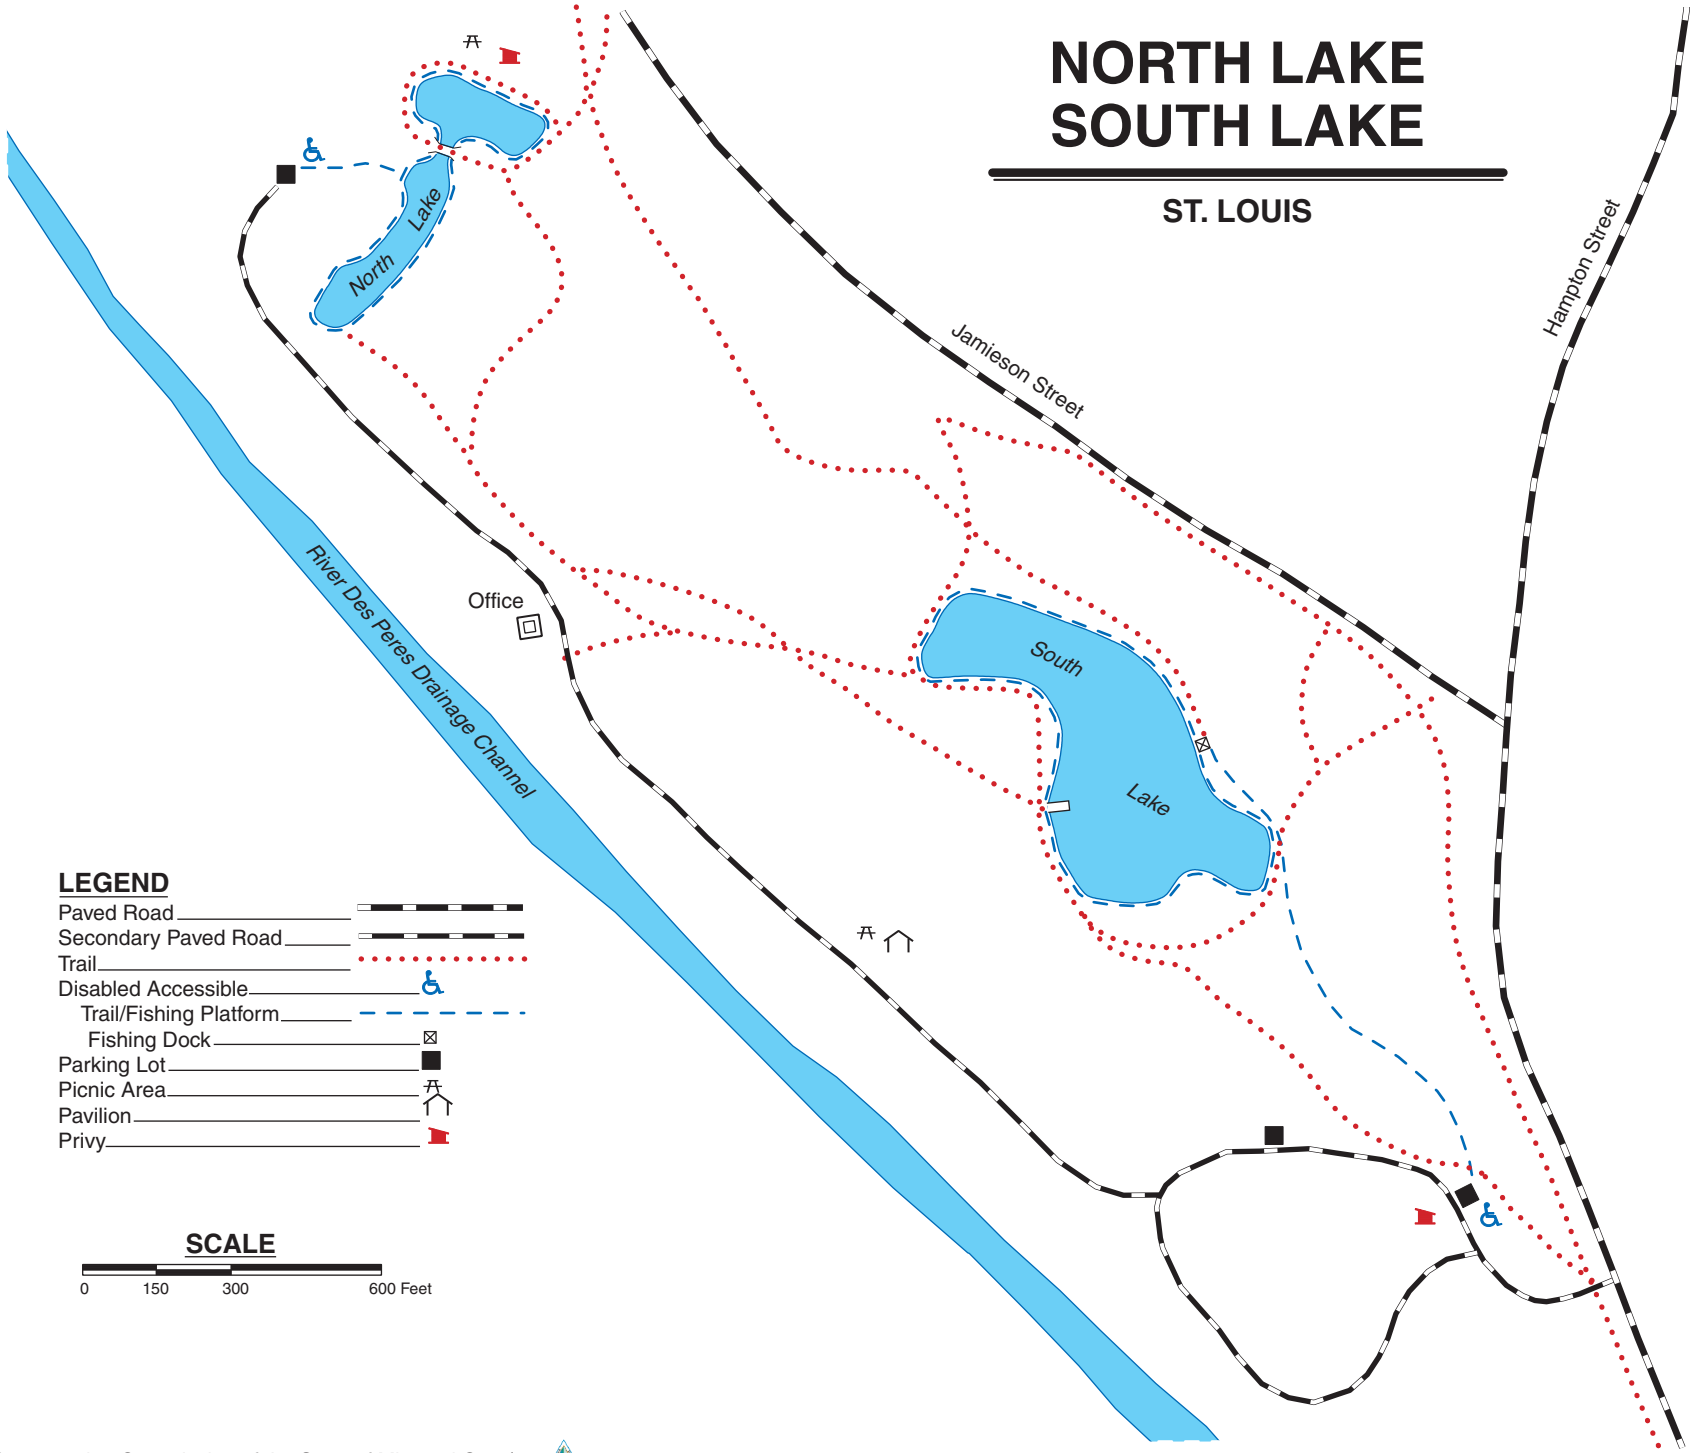 NORTH LAKE
SOUTH LAKE
ST. LOUIS
Hampton Street
Jamieson Street
North
Lake
Office
River Des Peres Drainage Channel
South
Lake
LEGEND
Paved Road
Secondary Paved Road
Trail
Disabled Accessible
Trail/Fishing Platform
Fishing Dock
Parking Lot
Picnic Area
Pavilion
Privy
SCALE
0 150 300 600 Feet